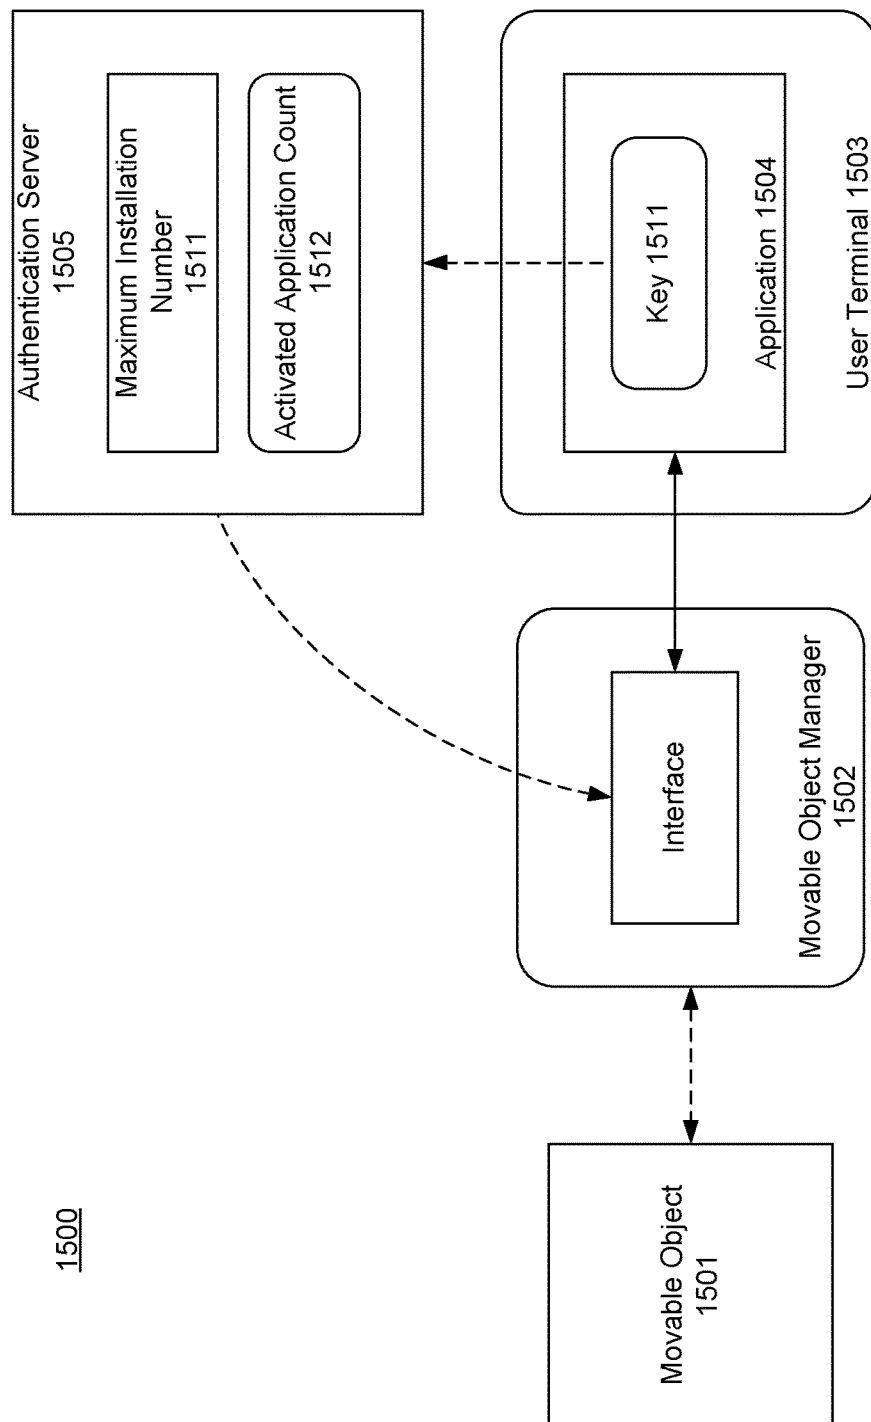 1500
Authentication Server
1505
Maximum Installation
Number
1511
Activated Application Count
1512
Movable Object
1501
Interface
Movable Object Manager
1502
Key 1511
Application 1504
User Terminal 1503